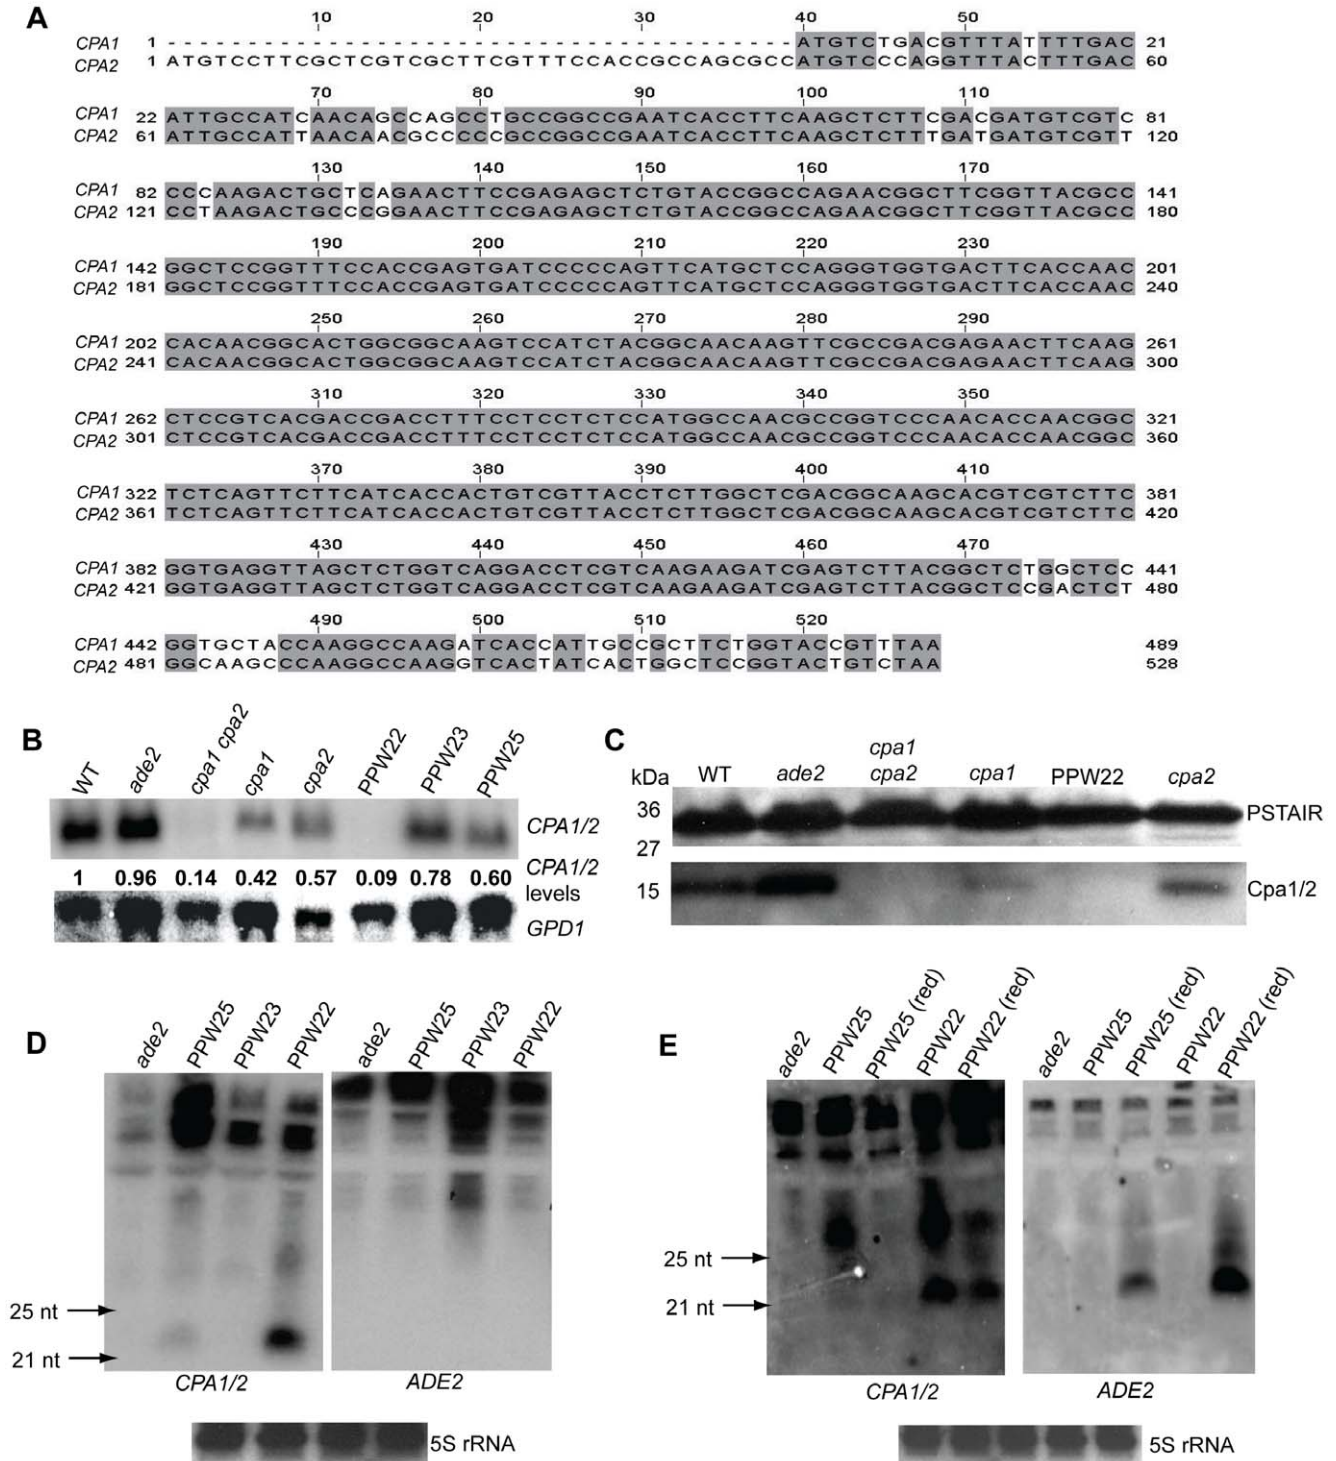 A
10 20 30 40 50
CPA1 1 - - - - - - - - - - - - - - - - - - - - - - - - - - - - - - - - - - - - - - - ATGTCTGACGTTTATTTTGAC 21
CPA2 1 ATGTCCTTCGCTCGTCGCTTCGTTTCCACCGCCAGCGCCATGTCCCAGGTTTACTTTGAC 60
70 80 90 100 110
CPA1 22 ATTGCCATCAACAGCCAGCCTGCCGGCCGAATCACCTTCAAGCTCTTCGACGATGTCGTC 81
CPA2 61 ATTGCCATTAACAACGCCCCCGCCGGCCGAATCACCTTCAAGCTCTTTGATGATGTCGTT 120
130 140 150 160 170
CPA1 82 CCCAAGACTGCTCAGAACTTCCGAGAGCTCTGTACCGGCCAGAACGGCTTCGGTTACGCC 141
CPA2 121 CCTAAGACTGCCCGGAACTTCCGAGAGCTCTGTACCGGCCAGAACGGCTTCGGTTACGCC 180
190 200 210 220 230
CPA1 142 GGCTCCGGTTTCCACCGAGTGATCCCCCAGTTCATGCTCCAGGGTGGTGACTTCACCAAC 201
CPA2 181 GGCTCCGGTTTCCACCGAGTGATCCCCCAGTTCATGCTCCAGGGTGGTGACTTCACCAAC 240
250 260 270 280 290
CPA1 202 CACAACGGCACTGGCGGCAAGTCCATCTACGGCAACAAGTTCGCCGACGAGAACTTCAAG 261
CPA2 241 CACAACGGCACTGGCGGCAAGTCCATCTACGGCAACAAGTTCGCCGACGAGAACTTCAAG 300
310 320 330 340 350
CPA1 262 CTCCGTCACGACCGACCTTTCCTCCTCTCCATGGCCAACGCCGGTCCCAACACCAACGGC 321
CPA2 301 CTCCGTCACGACCGACCTTTCCTCCTCTCCATGGCCAACGCCGGTCCCAACACCAACGGC 360
370 380 390 400 410
CPA1 322 TCTCAGTTCTTCATCACCACTGTCGTTACCTCTTGGCTCGACGGCAAGCACGTCGTCTTC 381
CPA2 361 TCTCAGTTCTTCATCACCACTGTCGTTACCTCTTGGCTCGACGGCAAGCACGTCGTCTTC 420
430 440 450 460 470
CPA1 382 GGTGAGGTTAGCTCTGGTCAGGACCTCGTCAAGAAGATCGAGTCTTACGGCTCTGGCTCC 441
CPA2 421 GGTGAGGTTAGCTCTGGTCAGGACCTCGTCAAGAAGATCGAGTCTTACGGCTCCGACTCT 480
490 500 510 520
CPA1 442 GGTGCTACCAAGGCCAAGATCACCATTGCCGCTTCTGGTACCGTTTAA 489
CPA2 481 GGCAAGCCCAAGGCCAAGGTCACTATCACTGGCTCCGGTACTGTCTAA 528
B
WT ade2 cpa1 cpa2 cpa1 cpa2 PPW22 PPW23 PPW25
CPA1/2
1 0.96 0.14 0.42 0.57 0.09 0.78 0.60 CPA1/2 levels
GPD1
C
kDa WT ade2 cpa1 cpa2 cpa1 PPW22 cpa2
36 PSTAIR
27
15 Cpa1/2
D
ade2 PPW25 PPW23 PPW22 ade2 PPW25 PPW23 PPW22
25 nt
21 nt
CPA1/2 ADE2
5S rRNA
E
ade2 PPW25 PPW25 (red) PPW22 PPW22 (red) ade2 PPW25 PPW25 (red) PPW22 PPW22 (red)
25 nt
21 nt
CPA1/2 ADE2
5S rRNA